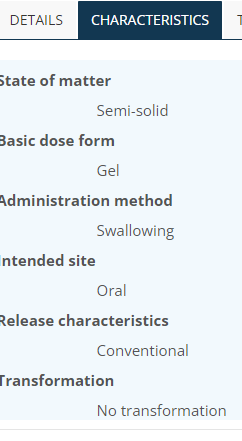 DETAILS CHARACTERISTICS
State of matter
Semi-solid
Basic dose form
Gel
Administration method
Swallowing
Intended site
Oral
Release characteristics
Conventional
Transformation
No transformation